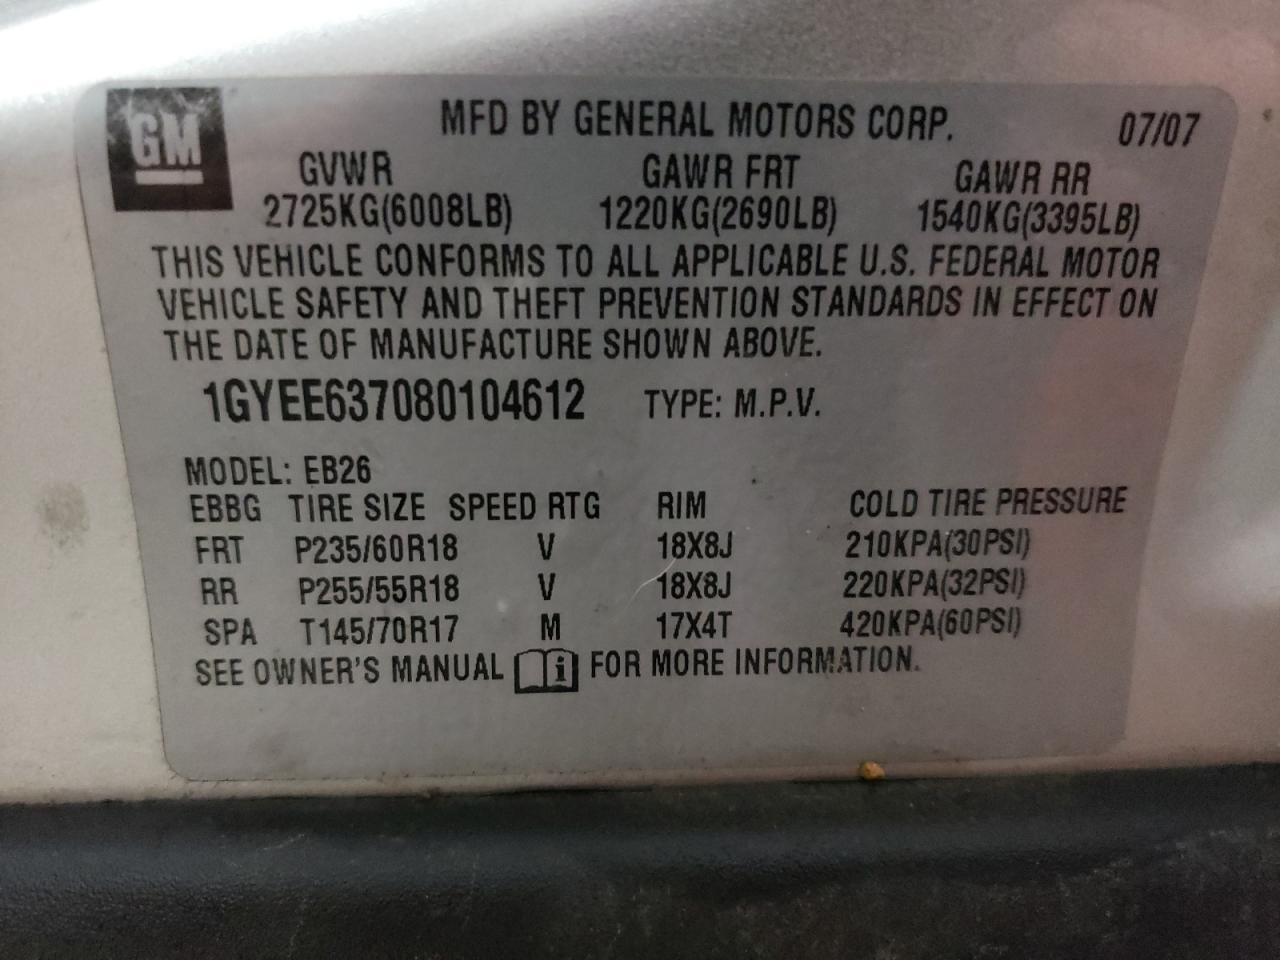 GM
MFD BY GENERAL MOTORS CORP. 07/07
GVWR GAWR FRT GAWR RR
2725KG(6008LB) 1220KG(2690LB) 1540KG(3395LB)
THIS VEHICLE CONFORMS TO ALL APPLICABLE U.S. FEDERAL MOTOR
VEHICLE SAFETY AND THEFT PREVENTION STANDARDS IN EFFECT ON
THE DATE OF MANUFACTURE SHOWN ABOVE.
1GYEE637080104612 TYPE: M.P.V.
MODEL: EB26
EBBG TIRE SIZE SPEED RTG RIM COLD TIRE PRESSURE
FRT P235/60R18 V 18X8J 210KPA(30PSI)
RR P255/55R18 V 18X8J 220KPA(32PSI)
SPA T145/70R17 M 17X4T 420KPA(60PSI)
SEE OWNER'S MANUAL i FOR MORE INFORMATION.